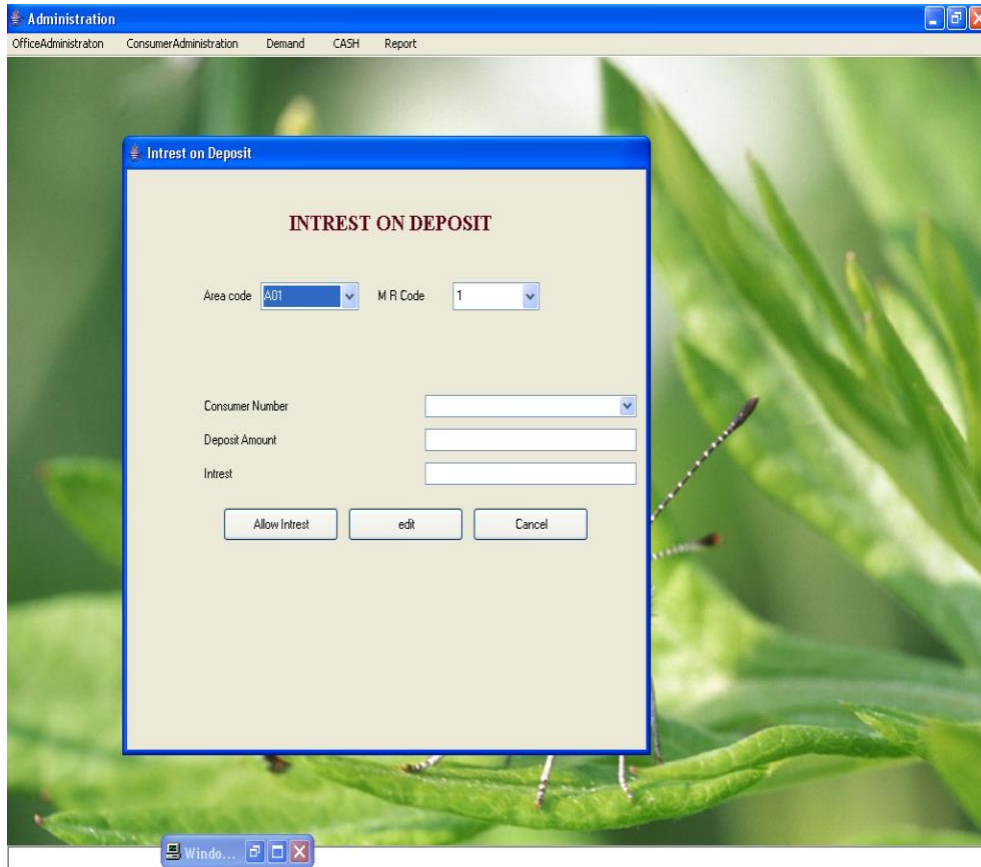 Administration
OfficeAdministraton ConsumerAdministration Demand CASH Report
Intrest on Deposit
INTREST ON DEPOSIT
Area code A01 M R Code 1
Consumer Number
Deposit Amount
Intrest
Allow Intrest edit Cancel
Windo...